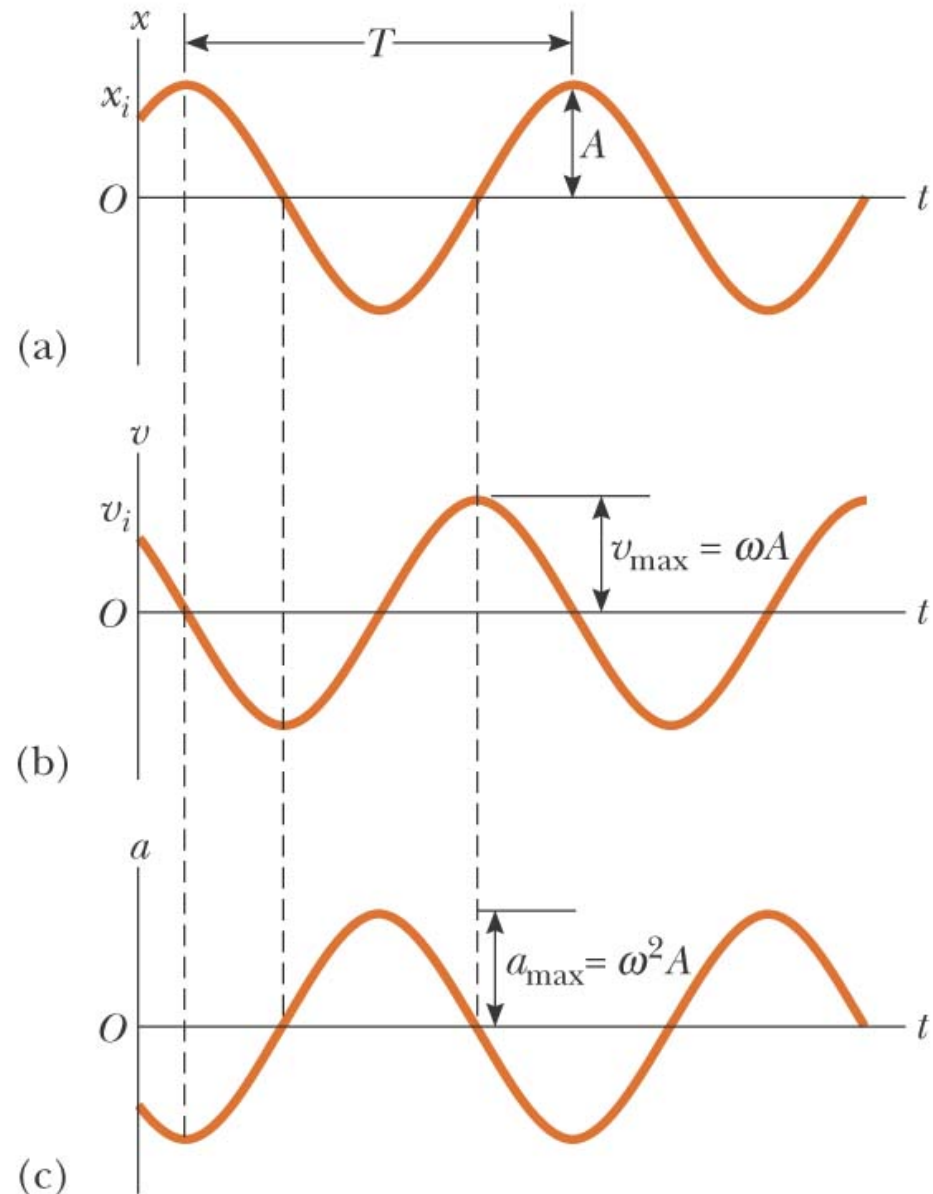 x
T
x_i
A
O
t
(a)
v
v_i
v_max = ωA
O
t
(b)
a
a_max = ω²A
O
t
(c)